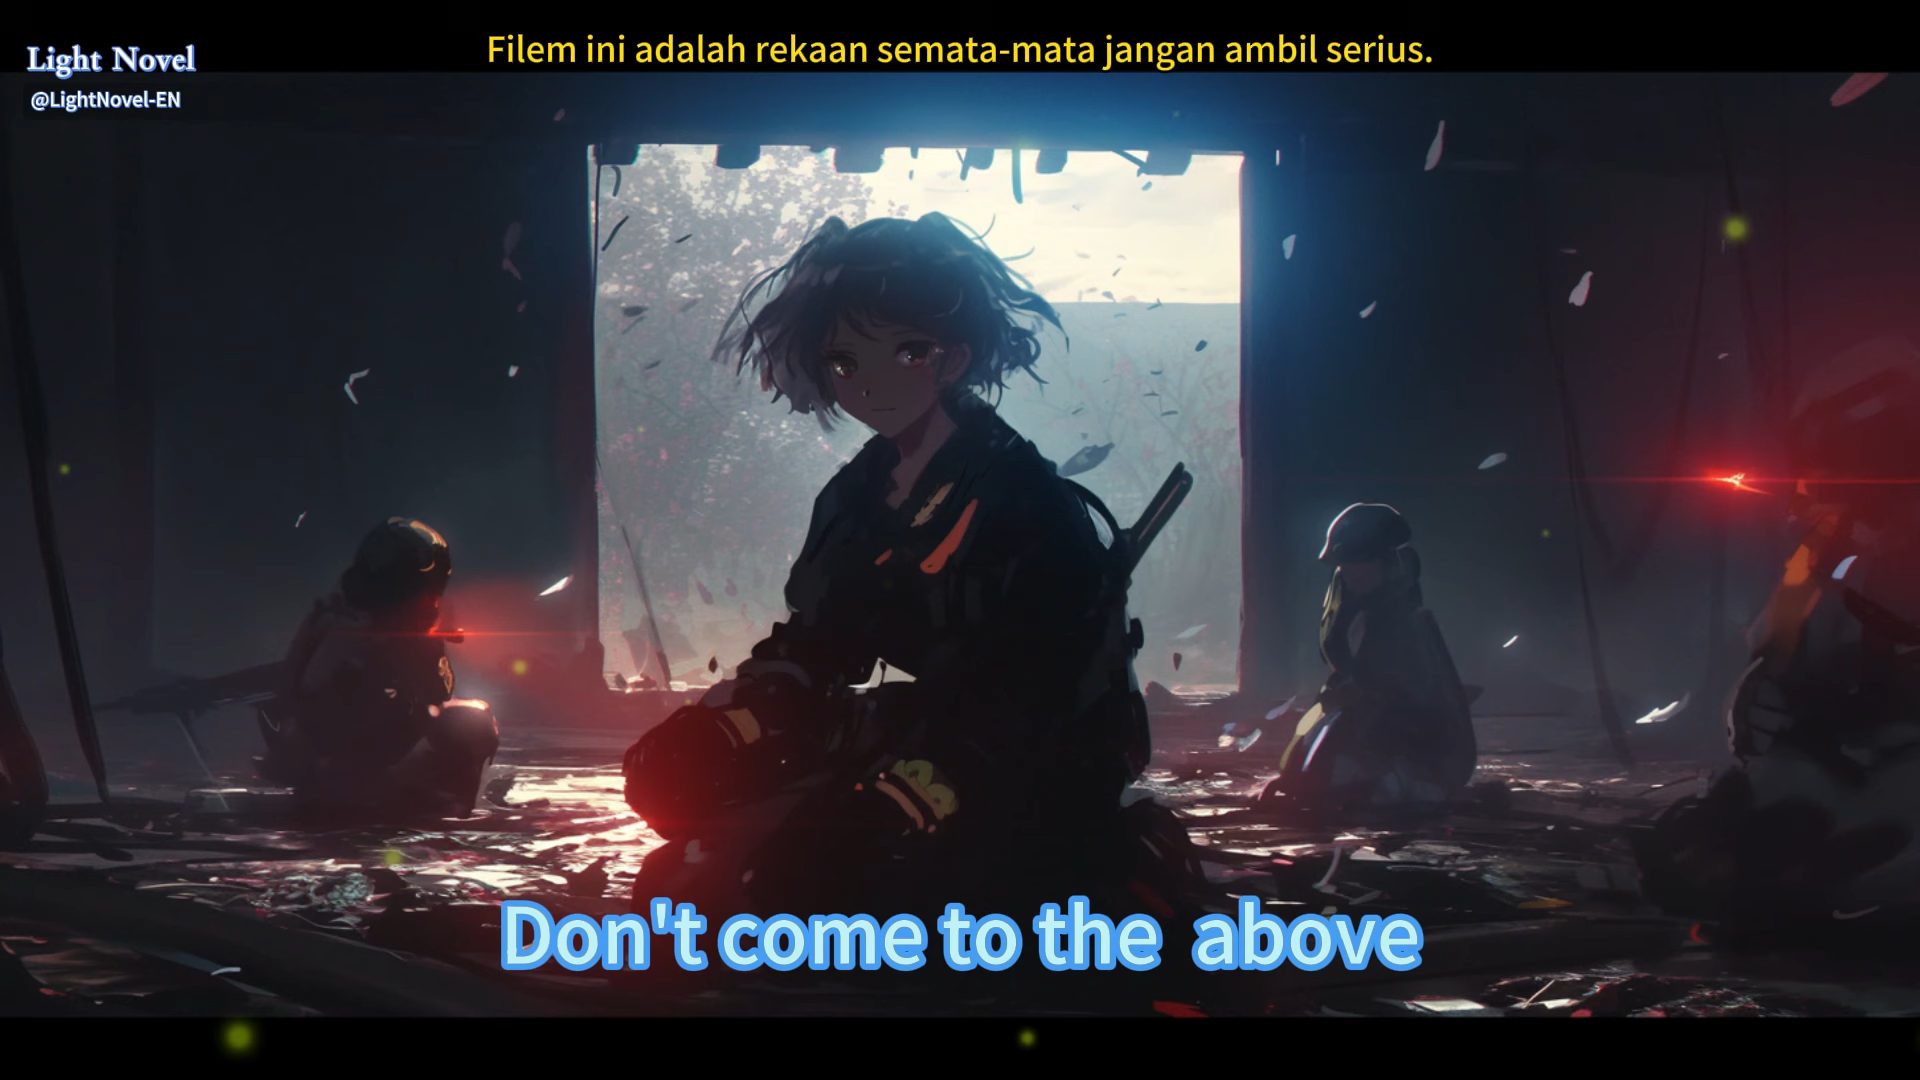 Filem ini adalah rekaan semata-mata jangan ambil serius.
Light Novel
@LightNovel-EN
Don't come to the above